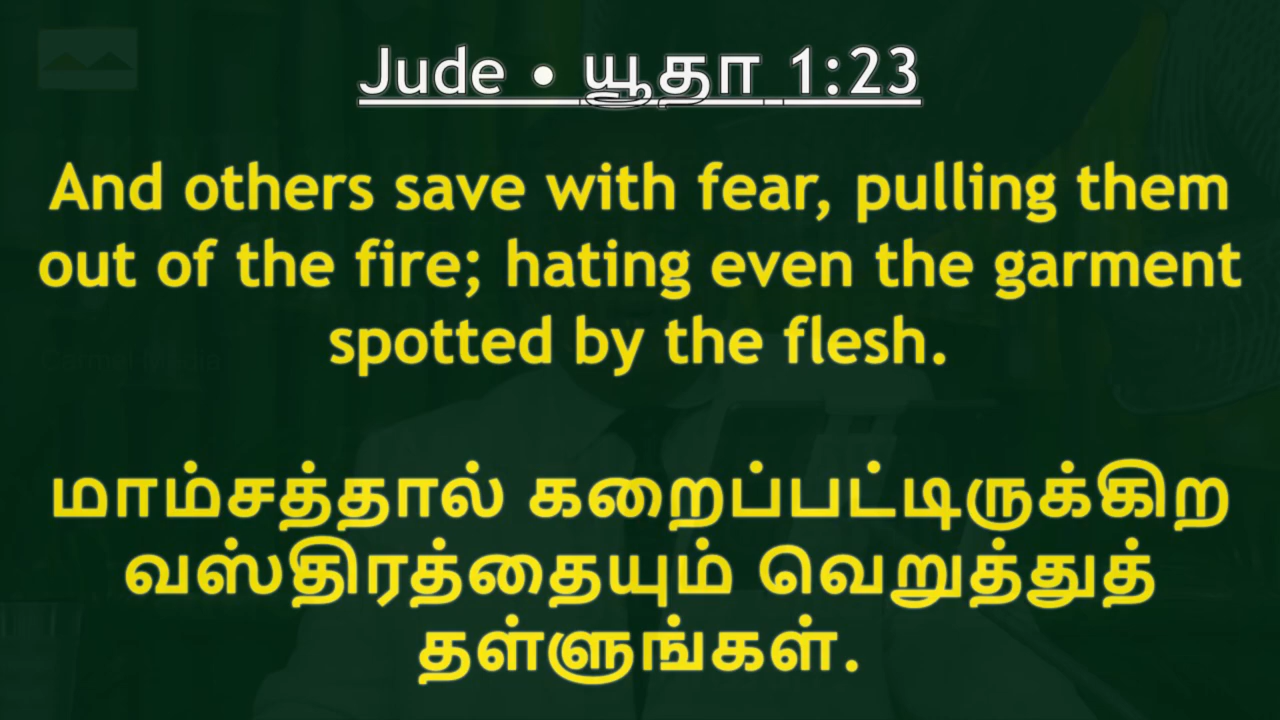 Jude • யூதா 1:23
And others save with fear, pulling them
out of the fire; hating even the garment
spotted by the flesh.
மாம்சத்தால் கறைப்பட்டிருக்கிற
வஸ்திரத்தையும் வெறுத்துத்
தள்ளுங்கள்.